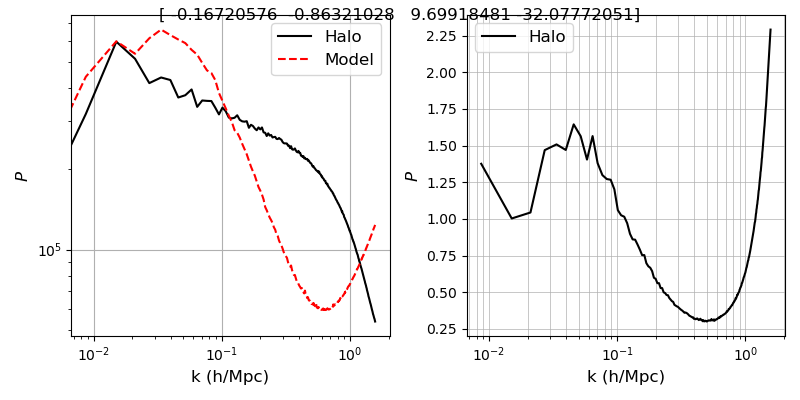 [ -0.16720576 -0.86321028 9.69918481 -32.07772051]
Halo
Model
P
10^5
10^-2
10^-1
10^0
k (h/Mpc)
Halo
P
2.25
2.00
1.75
1.50
1.25
1.00
0.75
0.50
0.25
10^-2
10^-1
10^0
k (h/Mpc)